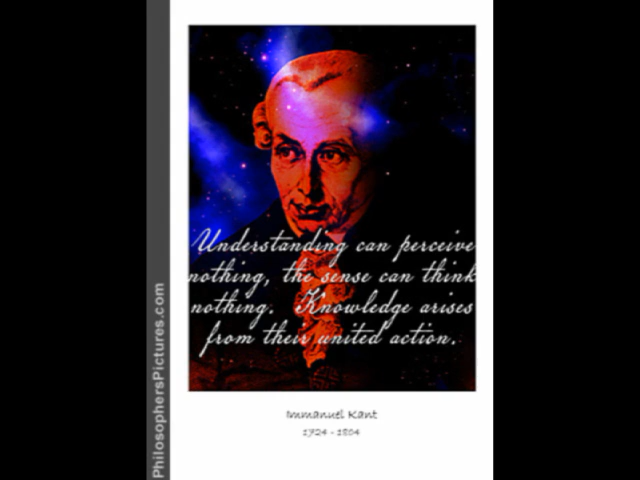 Understanding can perceive
nothing, the sense can think
nothing. Knowledge arises
from their united action.
Immanuel Kant
1724 - 1804
PhilosophersPictures.com